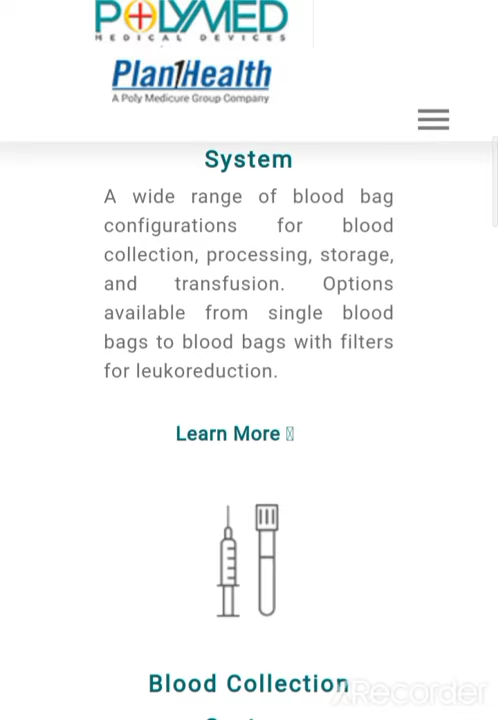 POLYMED
MEDICAL DEVICES
Plan1Health
A Poly Medicure Group Company
System
A wide range of blood bag
configurations for blood
collection, processing, storage,
and transfusion. Options
available from single blood
bags to blood bags with filters
for leukoreduction.
Learn More
Blood Collection
XRecorder